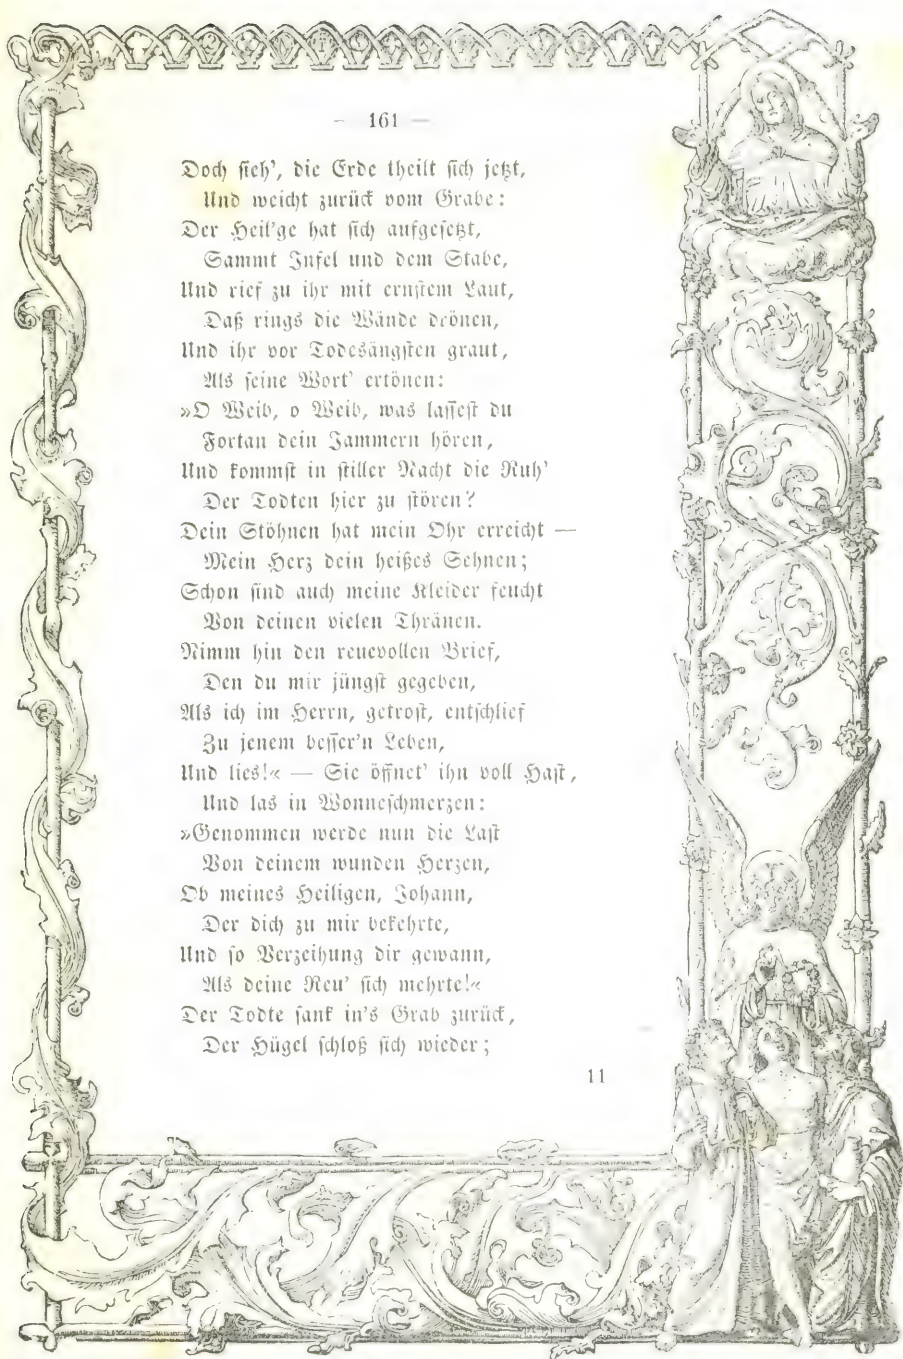 — 161 —
Doch sieh', die Erde theilt sich jetzt,
Und weicht zurück vom Grabe:
Der Heil'ge hat sich aufgesetzt,
Sammt Infel und dem Stabe,
Und rief zu ihr mit ernstem Laut,
Daß rings die Wände drönen,
Und ihr vor Todesängsten graut,
Als seine Wort' ertönen:
»O Weib, o Weib, was lassest du
Fortan dein Jammern hören,
Und kommst in stiller Nacht die Ruh'
Der Todten hier zu stören?
Dein Stöhnen hat mein Ohr erreicht —
Mein Herz dein heißes Sehnen;
Schon sind auch meine Kleider feucht
Von deinen vielen Thränen.
Nimm hin den reuevollen Brief,
Den du mir jüngst gegeben,
Als ich im Herrn, getrost, entschlief
Zu jenem besser'n Leben,
Und lies!« — Sie öffnet' ihn voll Hast,
Und las in Wonneschmerzen:
»Genommen werde nun die Last
Von deinem wunden Herzen,
Ob meines Heiligen, Johann,
Der dich zu mir bekehrte,
Und so Verzeihung dir gewann,
Als deine Reu' sich mehrte!«
Der Todte sank in's Grab zurück,
Der Hügel schloß sich wieder;
11